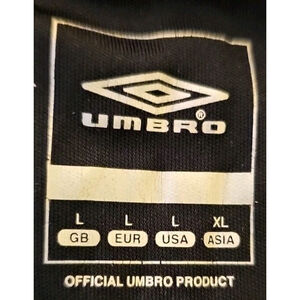 UMBRO®
L L L XL
GB EUR USA ASIA
OFFICIAL UMBRO PRODUCT